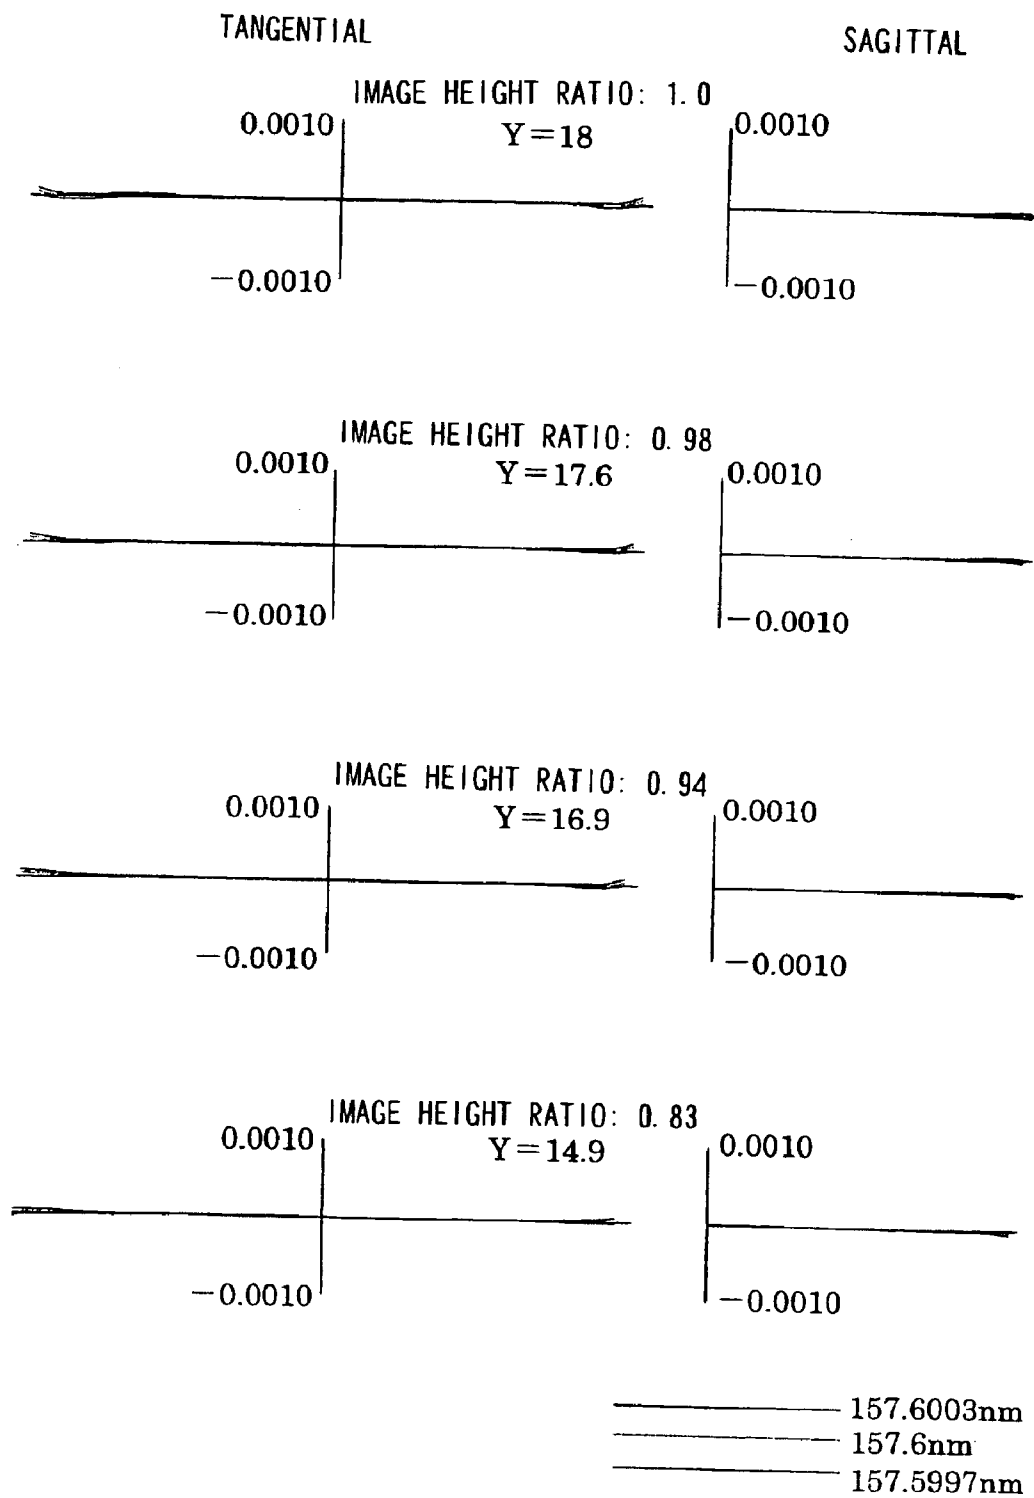 TANGENTIAL
SAGITTAL
IMAGE HEIGHT RATIO: 1.0
0.0010
Y=18
0.0010
−0.0010
−0.0010
IMAGE HEIGHT RATIO: 0.98
0.0010
Y=17.6
0.0010
−0.0010
−0.0010
IMAGE HEIGHT RATIO: 0.94
0.0010
Y=16.9
0.0010
−0.0010
−0.0010
IMAGE HEIGHT RATIO: 0.83
0.0010
Y=14.9
0.0010
−0.0010
−0.0010
157.6003nm
157.6nm
157.5997nm